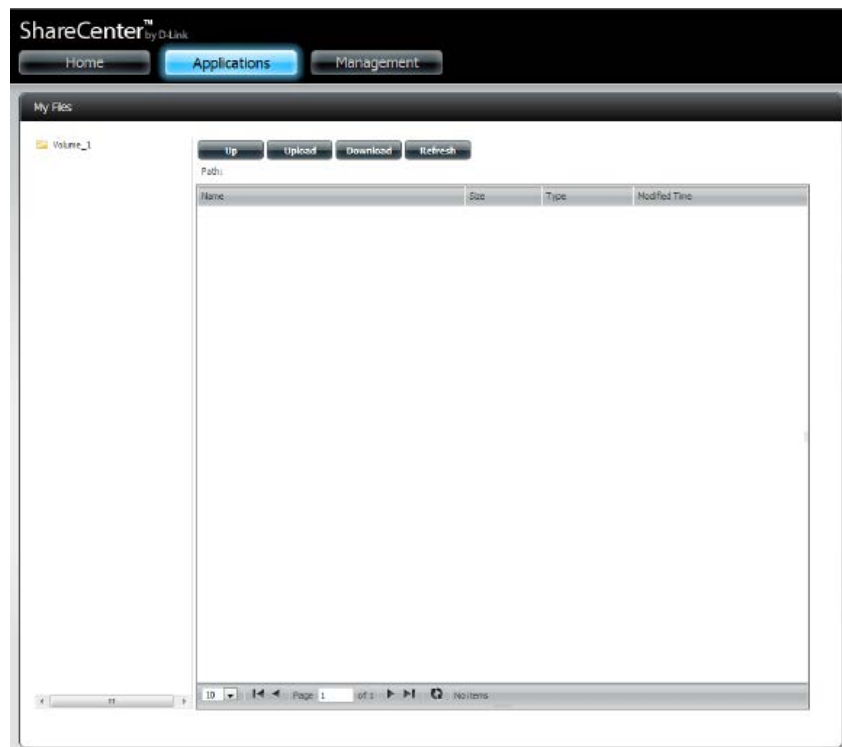 ShareCenter™ by D-Link
Home Applications Management
My Files
Volume_1
Up Upload Download Refresh
Path:
Name Size Type Modified Time
10 Page 1 of 1 No items